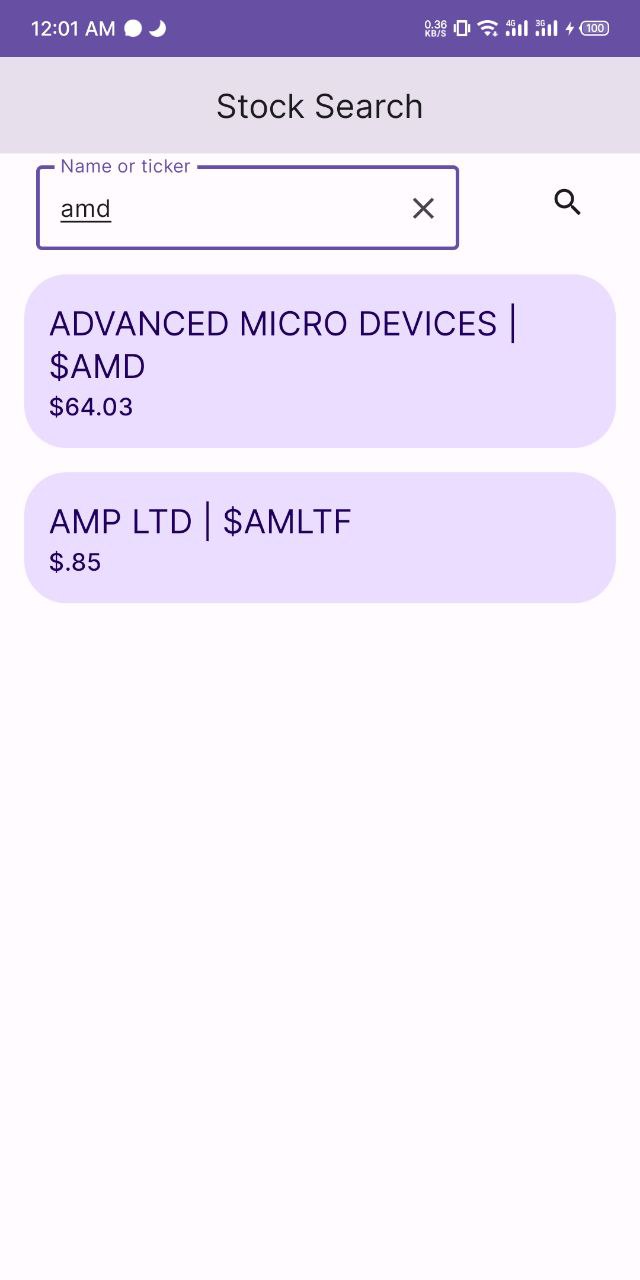 12:01 AM 0.36 KB/S 4G 3G 100
Stock Search
Name or ticker
amd
ADVANCED MICRO DEVICES |
$AMD
$64.03
AMP LTD | $AMLTF
$.85